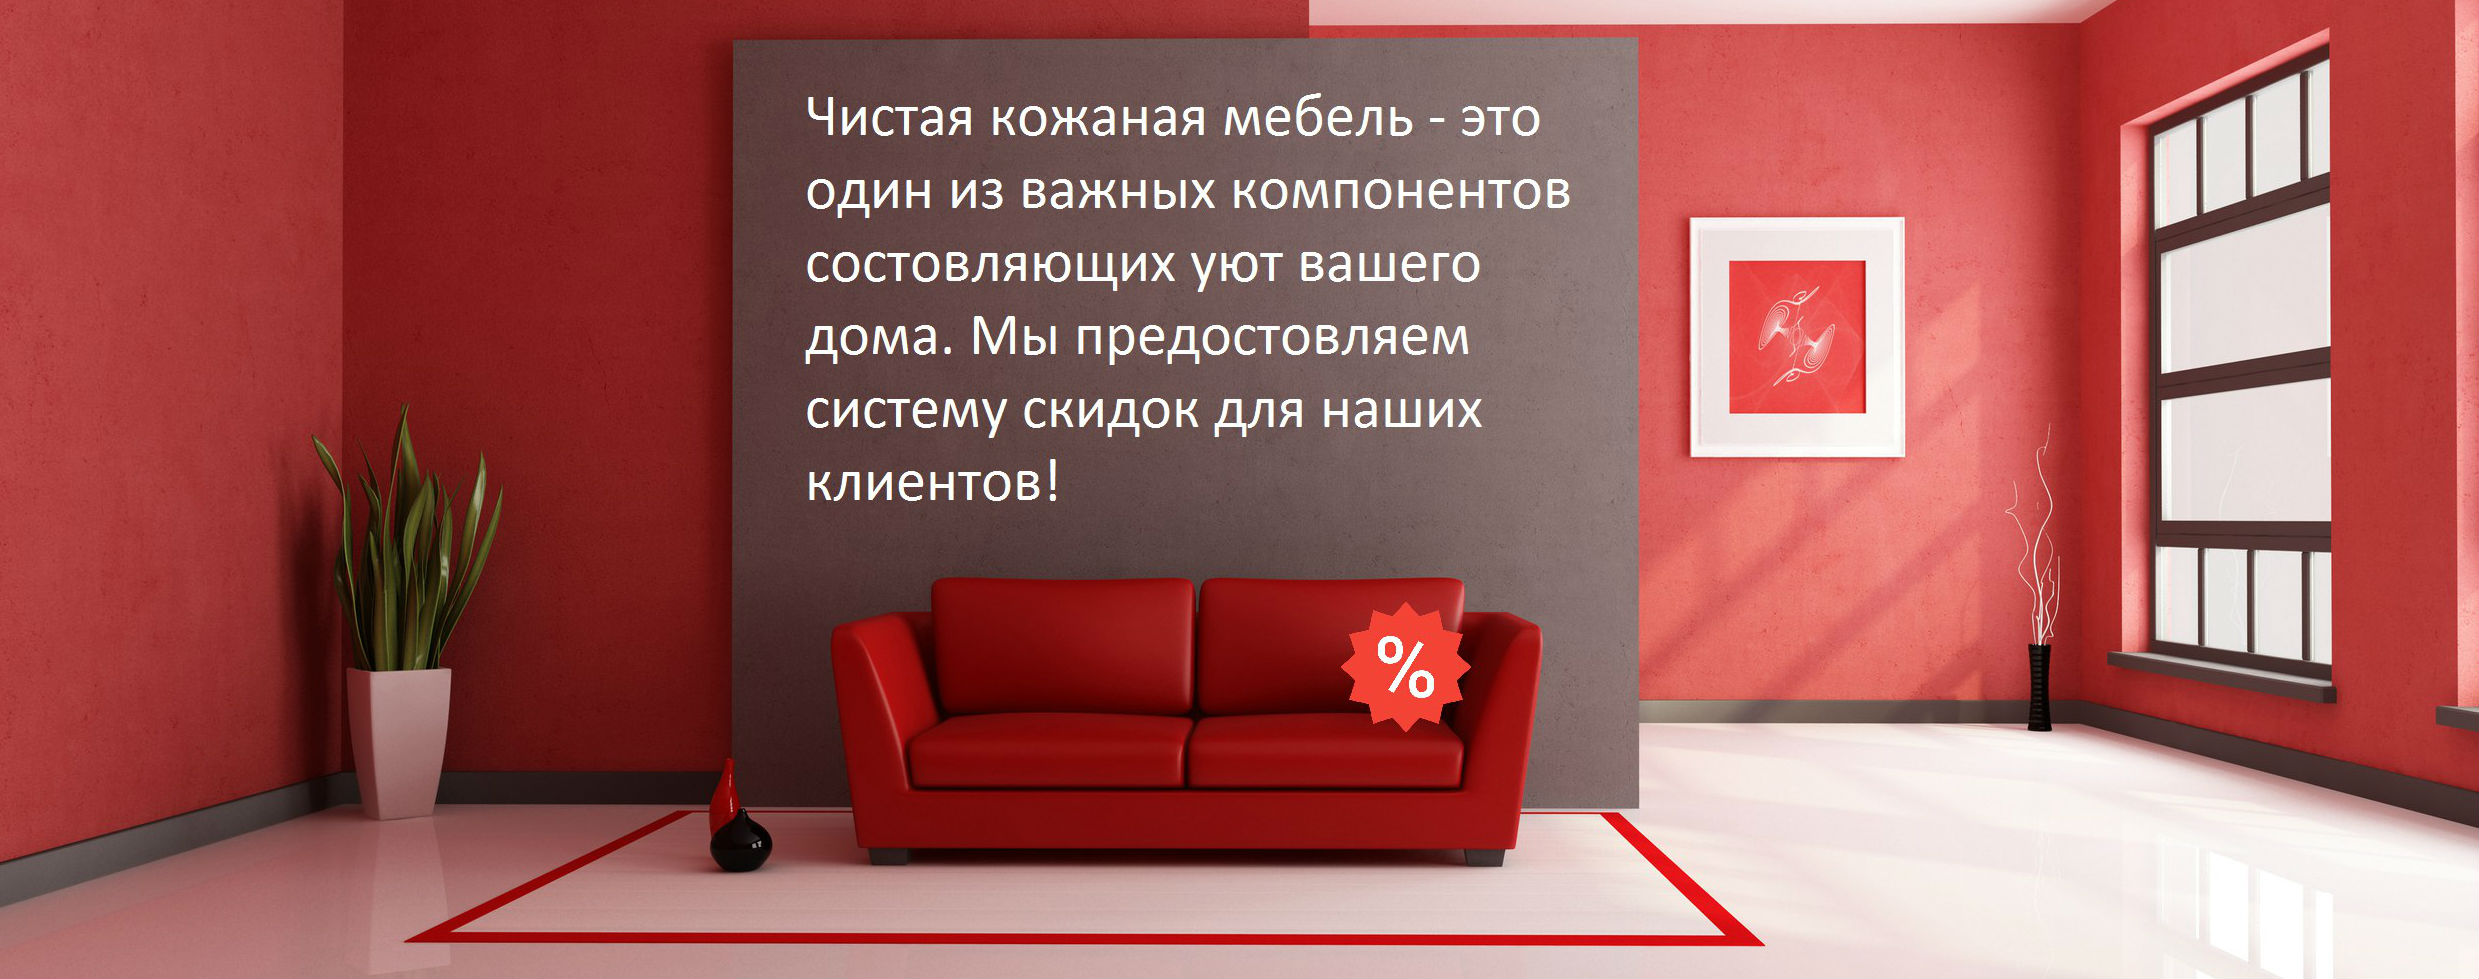 Чистая кожаная мебель - это
один из важных компонентов
состовляющих уют вашего
дома. Мы предостовляем
систему скидок для наших
клиентов!
%